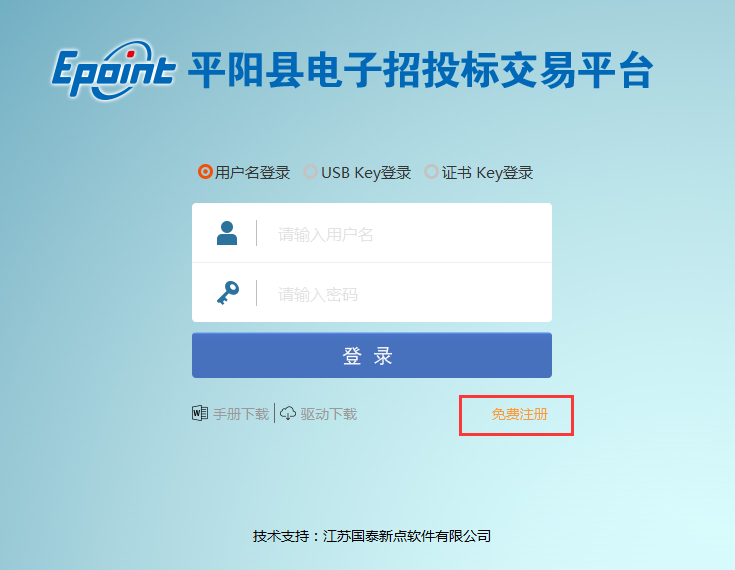 Epoint 平阳县电子招投标交易平台
用户名登录 USB Key登录 证书 Key登录
请输入用户名
请输入密码
登 录
手册下载 驱动下载 免费注册
技术支持：江苏国泰新点软件有限公司